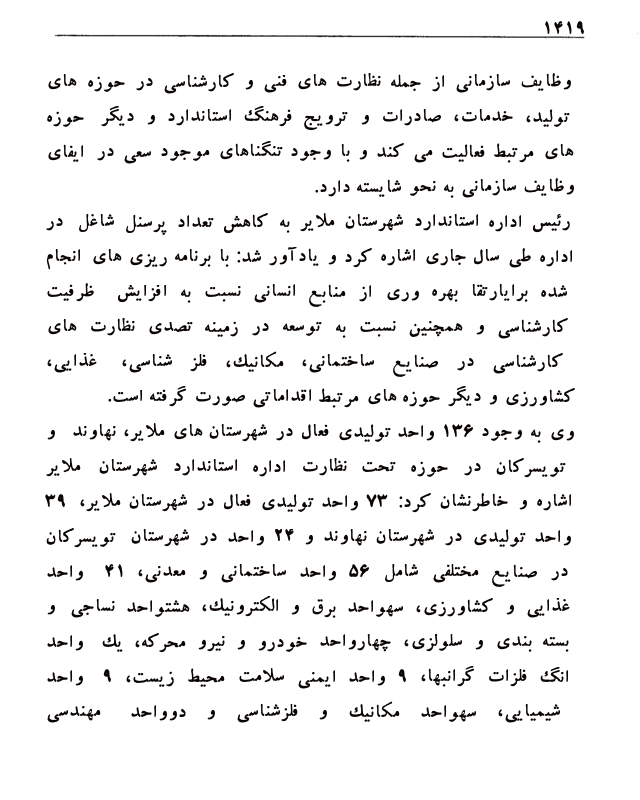 ۱۴۱۹
وظایف سازمانی از جمله نظارت های فنی و کارشناسی در حوزه های
تولید، خدمات، صادرات و ترویج فرهنگ استاندارد و دیگر حوزه
های مرتبط فعالیت می کند و با وجود تنگناهای موجود سعی در ایفای
وظایف سازمانی به نحو شایسته دارد.
رئیس اداره استاندارد شهرستان ملایر به کاهش تعداد پرسنل شاغل در
اداره طی سال جاری اشاره کرد و یادآور شد: با برنامه ریزی های انجام
شده برایارتقا بهره وری از منابع انسانی نسبت به افزایش ظرفیت
کارشناسی و همچنین نسبت به توسعه در زمینه تصدی نظارت های
کارشناسی در صنایع ساختمانی، مکانیك، فلز شناسی، غذایی،
کشاورزی و دیگر حوزه های مرتبط اقداماتی صورت گرفته است.
وی به وجود ۱۳۶ واحد تولیدی فعال در شهرستان های ملایر، نهاوند و
تویسرکان در حوزه تحت نظارت اداره استاندارد شهرستان ملایر
اشاره و خاطرنشان کرد: ۷۳ واحد تولیدی فعال در شهرستان ملایر، ۳۹
واحد تولیدی در شهرستان نهاوند و ۲۴ واحد در شهرستان تویسرکان
در صنایع مختلفی شامل ۵۶ واحد ساختمانی و معدنی، ۴۱ واحد
غذایی و کشاورزی، سهواحد برق و الکترونیك، هشتواحد نساجی و
بسته بندی و سلولزی، چهارواحد خودرو و نیرو محرکه، یك واحد
انگ فلزات گرانبها، ۹ واحد ایمنی سلامت محیط زیست، ۹ واحد
شیمیایی، سهواحد مکانیك و فلزشناسی و دوواحد مهندسی